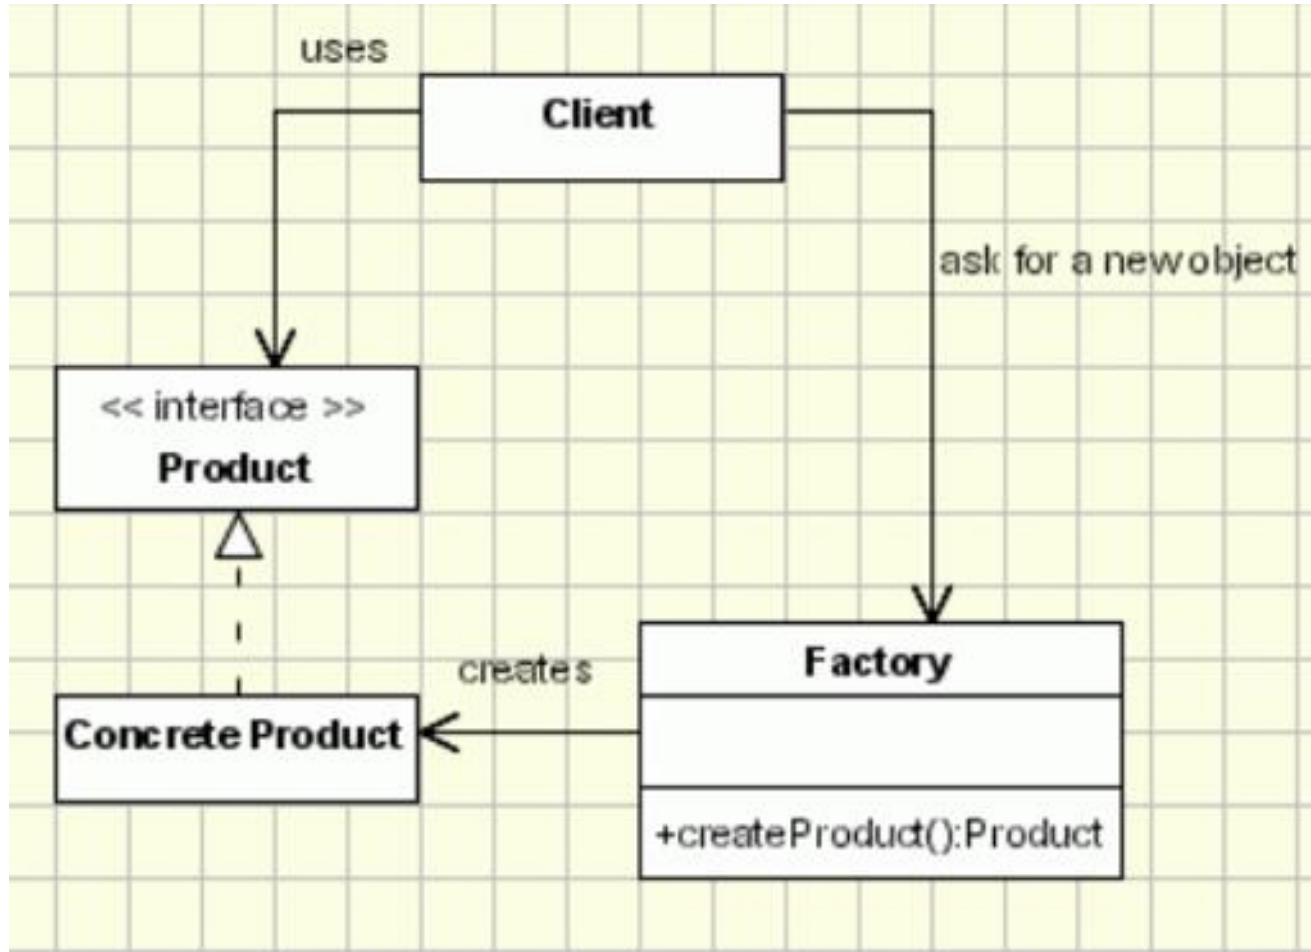 uses
Client
ask for a new object
<< interface >>
Product
creates
Factory
Concrete Product
+createProduct():Product